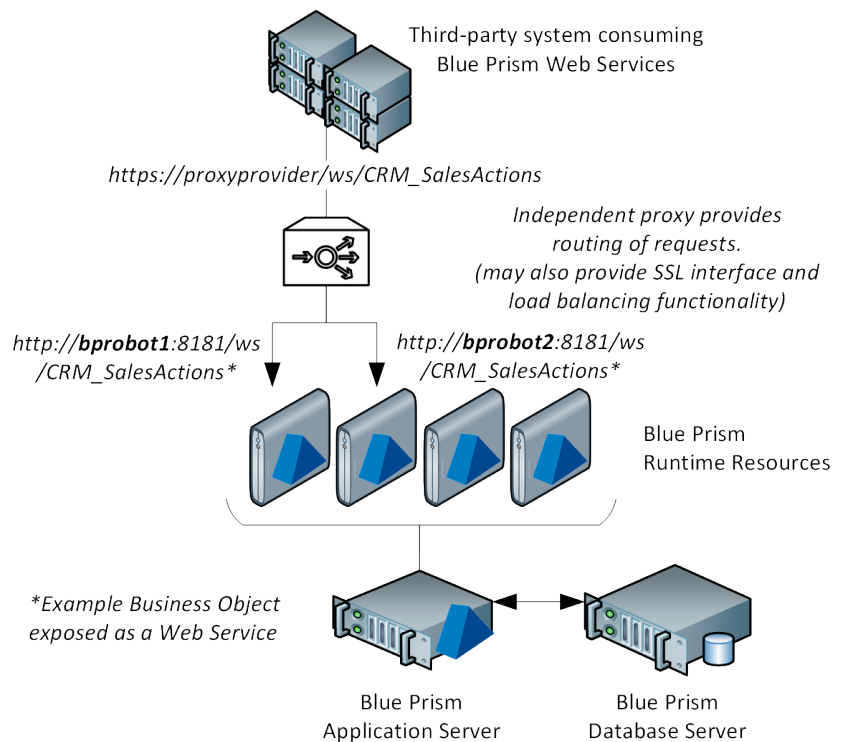 Third-party system consuming
Blue Prism Web Services
https://proxyprovider/ws/CRM_SalesActions
Independent proxy provides
routing of requests.
(may also provide SSL interface and
load balancing functionality)
http://bprobot1:8181/ws
/CRM_SalesActions*
http://bprobot2:8181/ws
/CRM_SalesActions*
Blue Prism
Runtime Resources
*Example Business Object
exposed as a Web Service
Blue Prism
Application Server
Blue Prism
Database Server